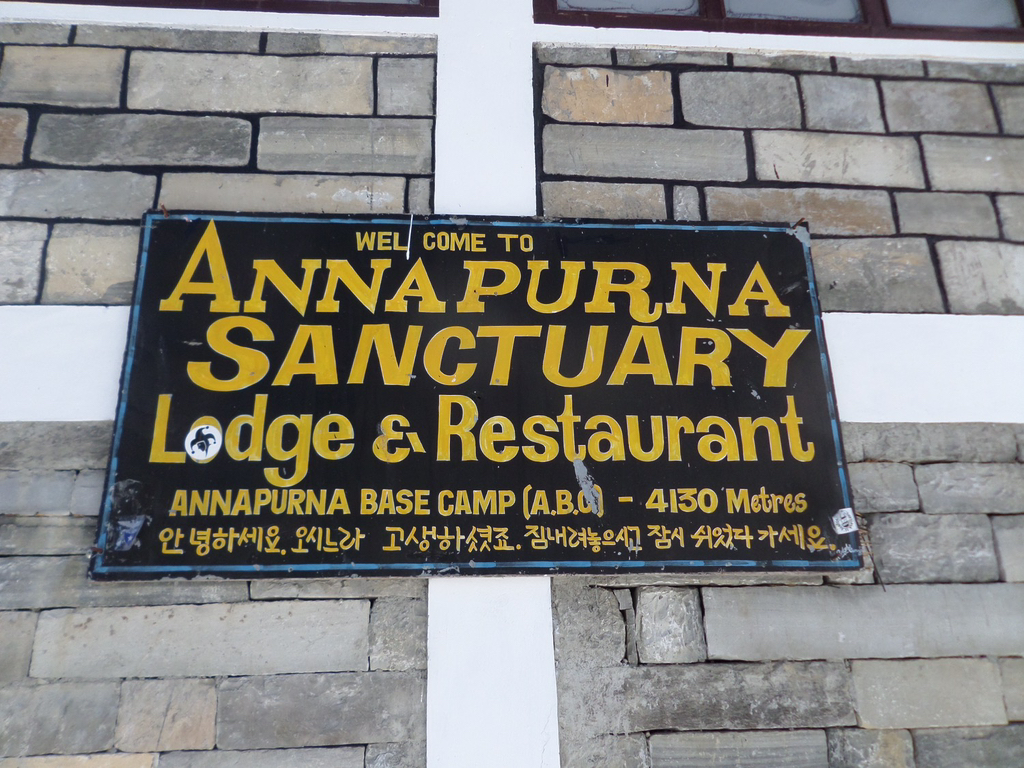 WEL COME TO
ANNAPURNA
SANCTUARY
Lodge & Restaurant
ANNAPURNA BASE CAMP (A.B.C) - 4130 Metres
안녕하세요. 오시느라 고생하셨죠. 짐내려놓으시고 잠시 쉬었다 가세요.